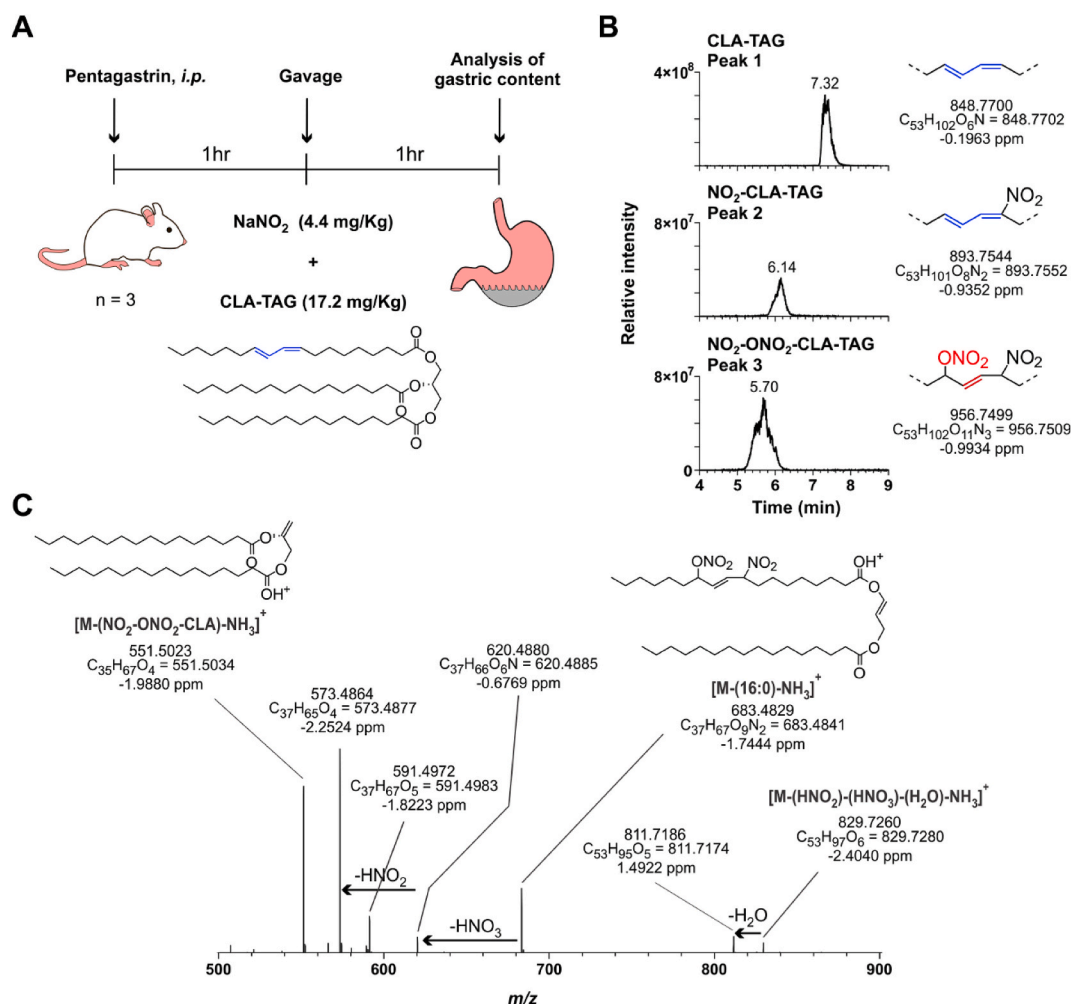 A
Pentagastrin, i.p.
Gavage
Analysis of
gastric content
1hr
1hr
NaNO2 (4.4 mg/Kg)
+
n = 3
CLA-TAG (17.2 mg/Kg)
O
O
O
O
O
O
B
Relative intensity
CLA-TAG
Peak 1
4×10⁸
7.32
0
848.7700
C53H102O6N = 848.7702
-0.1963 ppm
NO2-CLA-TAG
Peak 2
8×10⁷
6.14
0
NO2
893.7544
C53H101O8N2 = 893.7552
-0.9352 ppm
NO2-ONO2-CLA-TAG
Peak 3
8×10⁷
5.70
0
ONO2
NO2
956.7499
C53H102O11N3 = 956.7509
-0.9934 ppm
4 5 6 7 8 9
Time (min)
C
O
O
O
OH+
[M-(NO2-ONO2-CLA)-NH3]+
551.5023
C35H67O4 = 551.5034
-1.9880 ppm
573.4864
C37H65O4 = 573.4877
-2.2524 ppm
591.4972
C37H67O5 = 591.4983
-1.8223 ppm
620.4880
C37H66O6N = 620.4885
-0.6769 ppm
ONO2
NO2
OH+
O
O
O
[M-(16:0)-NH3]+
683.4829
C37H67O9N2 = 683.4841
-1.7444 ppm
[M-(HNO2)-(HNO3)-(H2O)-NH3]+
829.7260
C53H97O6 = 829.7280
-2.4040 ppm
811.7186
C53H95O5 = 811.7174
1.4922 ppm
-HNO2
-HNO3
-H2O
500 600 700 800 900
m/z